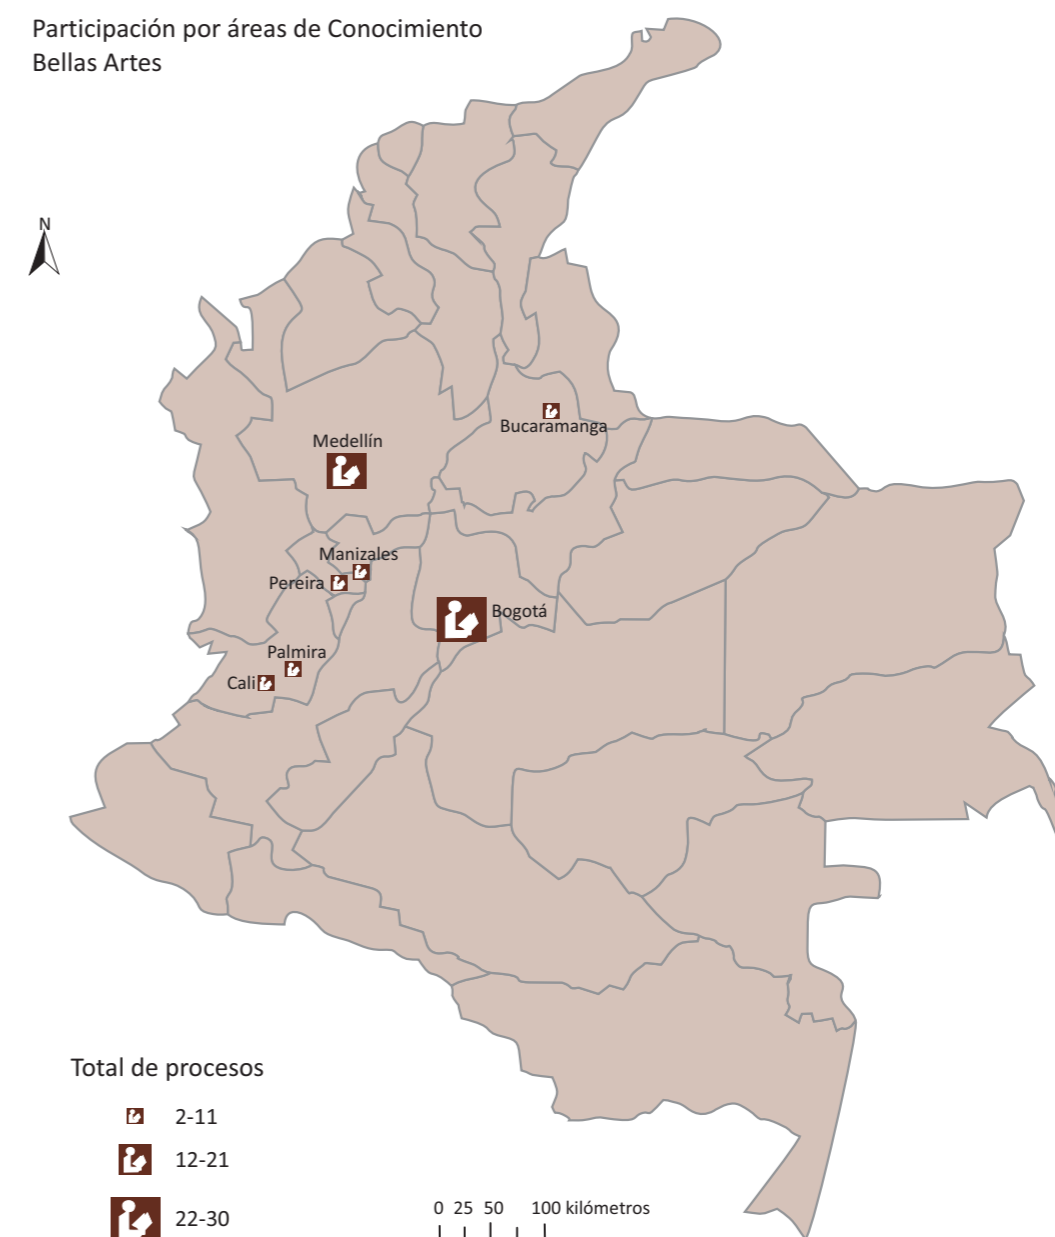 Participación por áreas de Conocimiento
Bellas Artes
N
Bucaramanga
Medellín
Manizales
Pereira
Bogotá
Palmira
Cali
Total de procesos
2-11
12-21
22-30
0 25 50 100 kilómetros